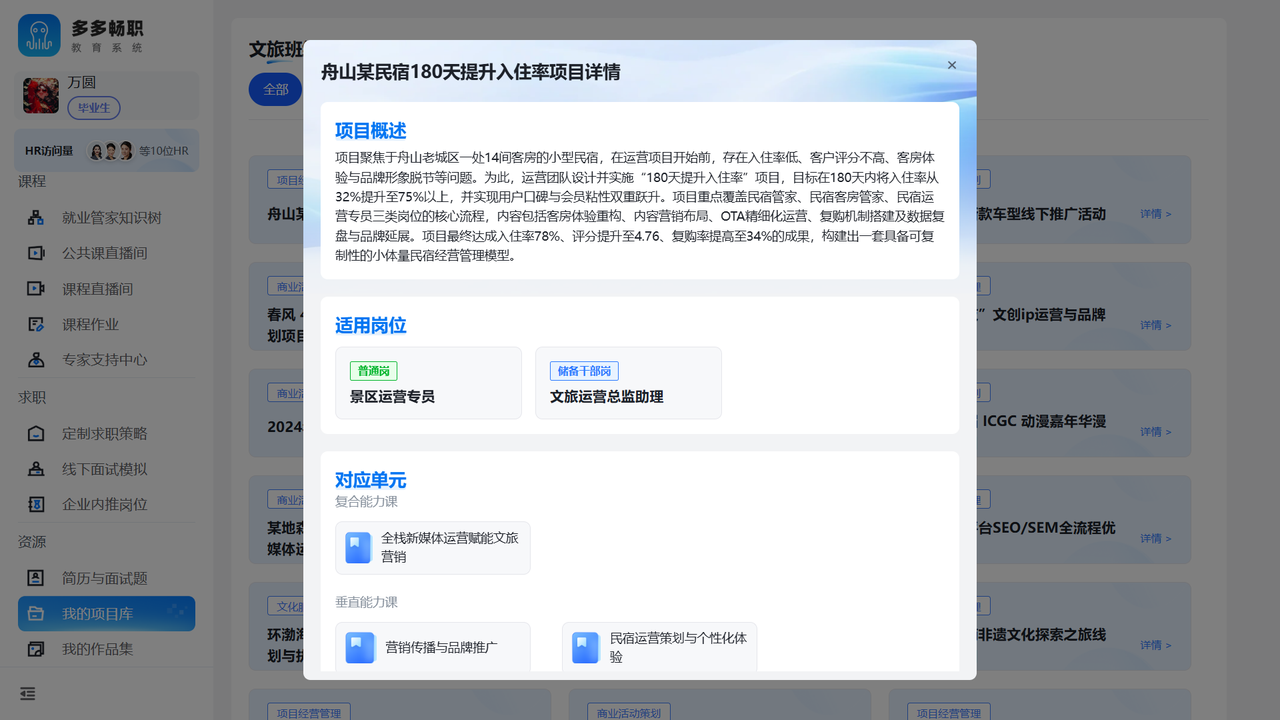 多多畅职
教育系统
万圆
毕业生
HR访问量
等10位HR
课程
就业管家知识树
公共课直播间
课程直播间
课程作业
专家支持中心
求职
定制求职策略
线下面试模拟
企业内推岗位
资源
简历与面试题
我的项目库
我的作品集
文旅班
全部
舟山某民宿180天提升入住率项目详情
项目概述
项目聚焦于舟山老城区一处14间客房的小型民宿，在运营项目开始前，存在入住率低、客户评分不高、客房体
验与品牌形象脱节等问题。为此，运营团队设计并实施“180天提升入住率”项目，目标在180天内将入住率从
32%提升至75%以上，并实现用户口碑与会员粘性双重跃升。项目重点覆盖民宿管家、民宿客房管家、民宿运
营专员三类岗位的核心流程，内容包括客房体验重构、内容营销布局、OTA精细化运营、复购机制搭建及数据复
盘与品牌延展。项目最终达成入住率78%、评分提升至4.76、复购率提高至34%的成果，构建出一套具备可复
制性的小体量民宿经营管理模型。
适用岗位
普通岗
景区运营专员
储备干部岗
文旅运营总监助理
对应单元
复合能力课
全栈新媒体运营赋能文旅
营销
垂直能力课
营销传播与品牌推广
民宿运营策划与个性化体
验
项目经
舟山某
款车型线下推广活动
详情 >
商业活
春风 4
划项目
”文创ip运营与品牌
详情 >
商业活
2024
ICGC 动漫嘉年华漫
详情 >
商业活
某地森
媒体运
台SEO/SEM全流程优
详情 >
文化服
环渤海
划与执
非遗文化探索之旅线
详情 >
项目经营管理
商业活动策划
项目经营管理